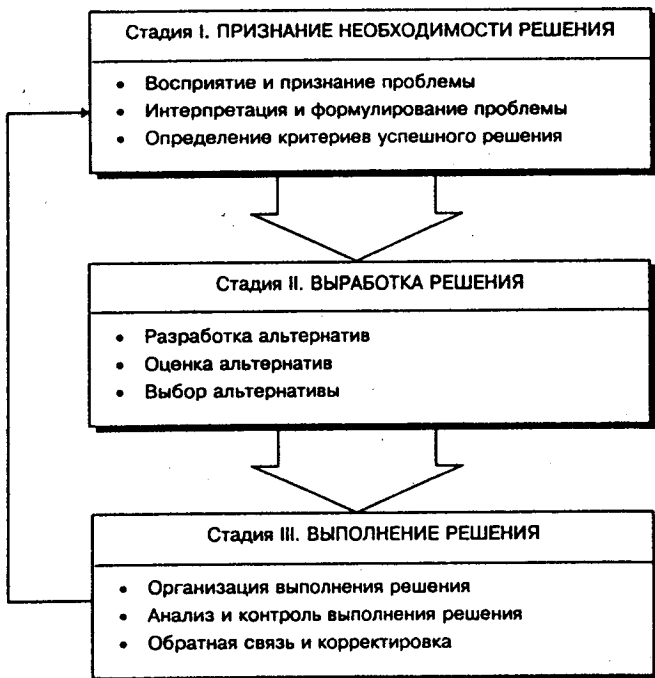 Стадия I. ПРИЗНАНИЕ НЕОБХОДИМОСТИ РЕШЕНИЯ
• Восприятие и признание проблемы
• Интерпретация и формулирование проблемы
• Определение критериев успешного решения
Стадия II. ВЫРАБОТКА РЕШЕНИЯ
• Разработка альтернатив
• Оценка альтернатив
• Выбор альтернативы
Стадия III. ВЫПОЛНЕНИЕ РЕШЕНИЯ
• Организация выполнения решения
• Анализ и контроль выполнения решения
• Обратная связь и корректировка